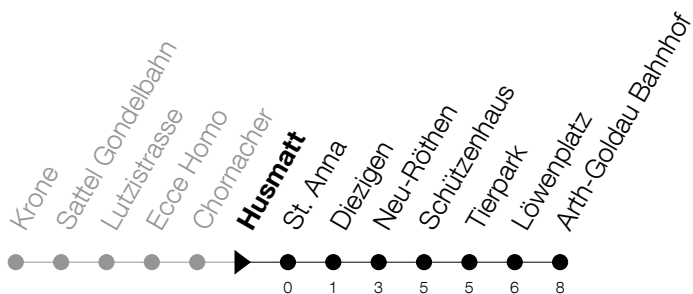 Krone
Sattel Gondelbahn
Lutzistrasse
Ecce Homo
Chornacher
Husmatt
St. Anna
Diezigen
Neu-Röthen
Schützenhaus
Tierpark
Löwenplatz
Arth-Goldau Bahnhof
0 1 3 5 5 6 8